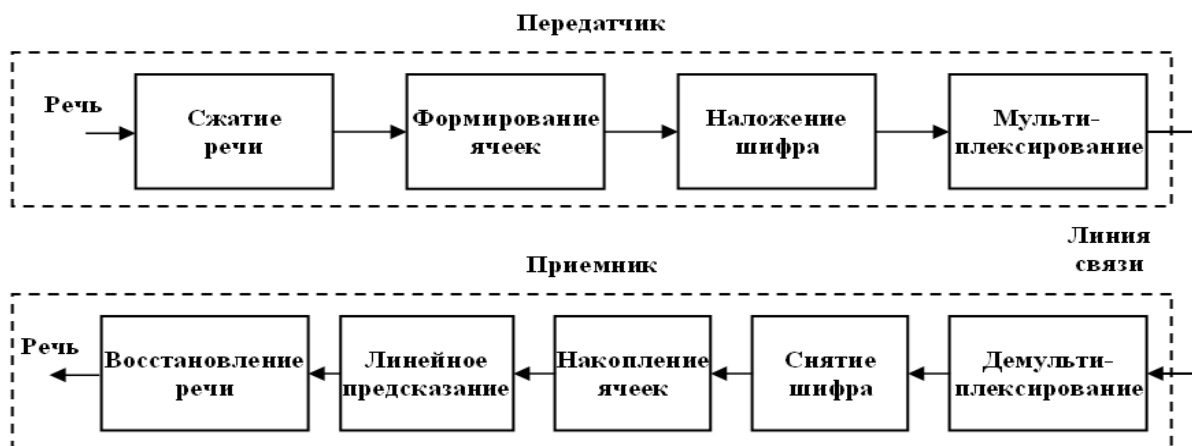 Передатчик
Речь
Сжатие
речи
Формирование
ячеек
Наложение
шифра
Мульти-
плексирование
Линия
связи
Приемник
Речь
Восстановление
речи
Линейное
предсказание
Накопление
ячеек
Снятие
шифра
Демульти-
плексирование